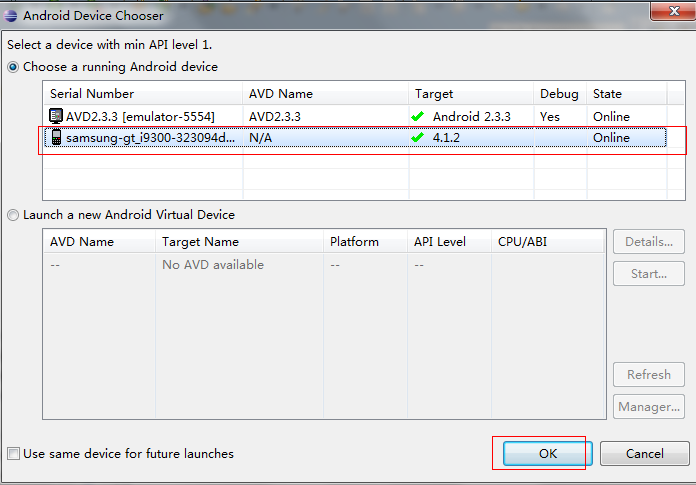 Android Device Chooser
Select a device with min API level 1.
Choose a running Android device
Serial Number AVD Name Target Debug State
AVD2.3.3 [emulator-5554] AVD2.3.3 Android 2.3.3 Yes Online
samsung-gt_i9300-323094d... N/A 4.1.2 Online
Launch a new Android Virtual Device
AVD Name Target Name Platform API Level CPU/ABI Details...
-- No AVD available -- -- Start...
Refresh
Manager...
Use same device for future launches OK Cancel